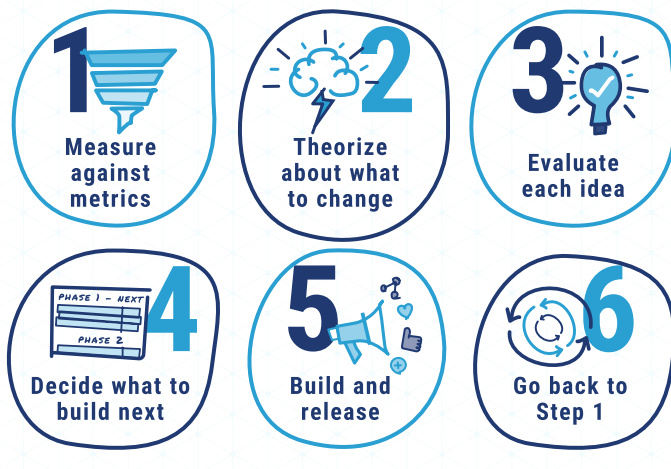 1
Measure
against
metrics
2
Theorize
about what
to change
3
Evaluate
each idea
4
PHASE 1 - NEXT
PHASE 2
Decide what to
build next
5
Build and
release
6
Go back to
Step 1